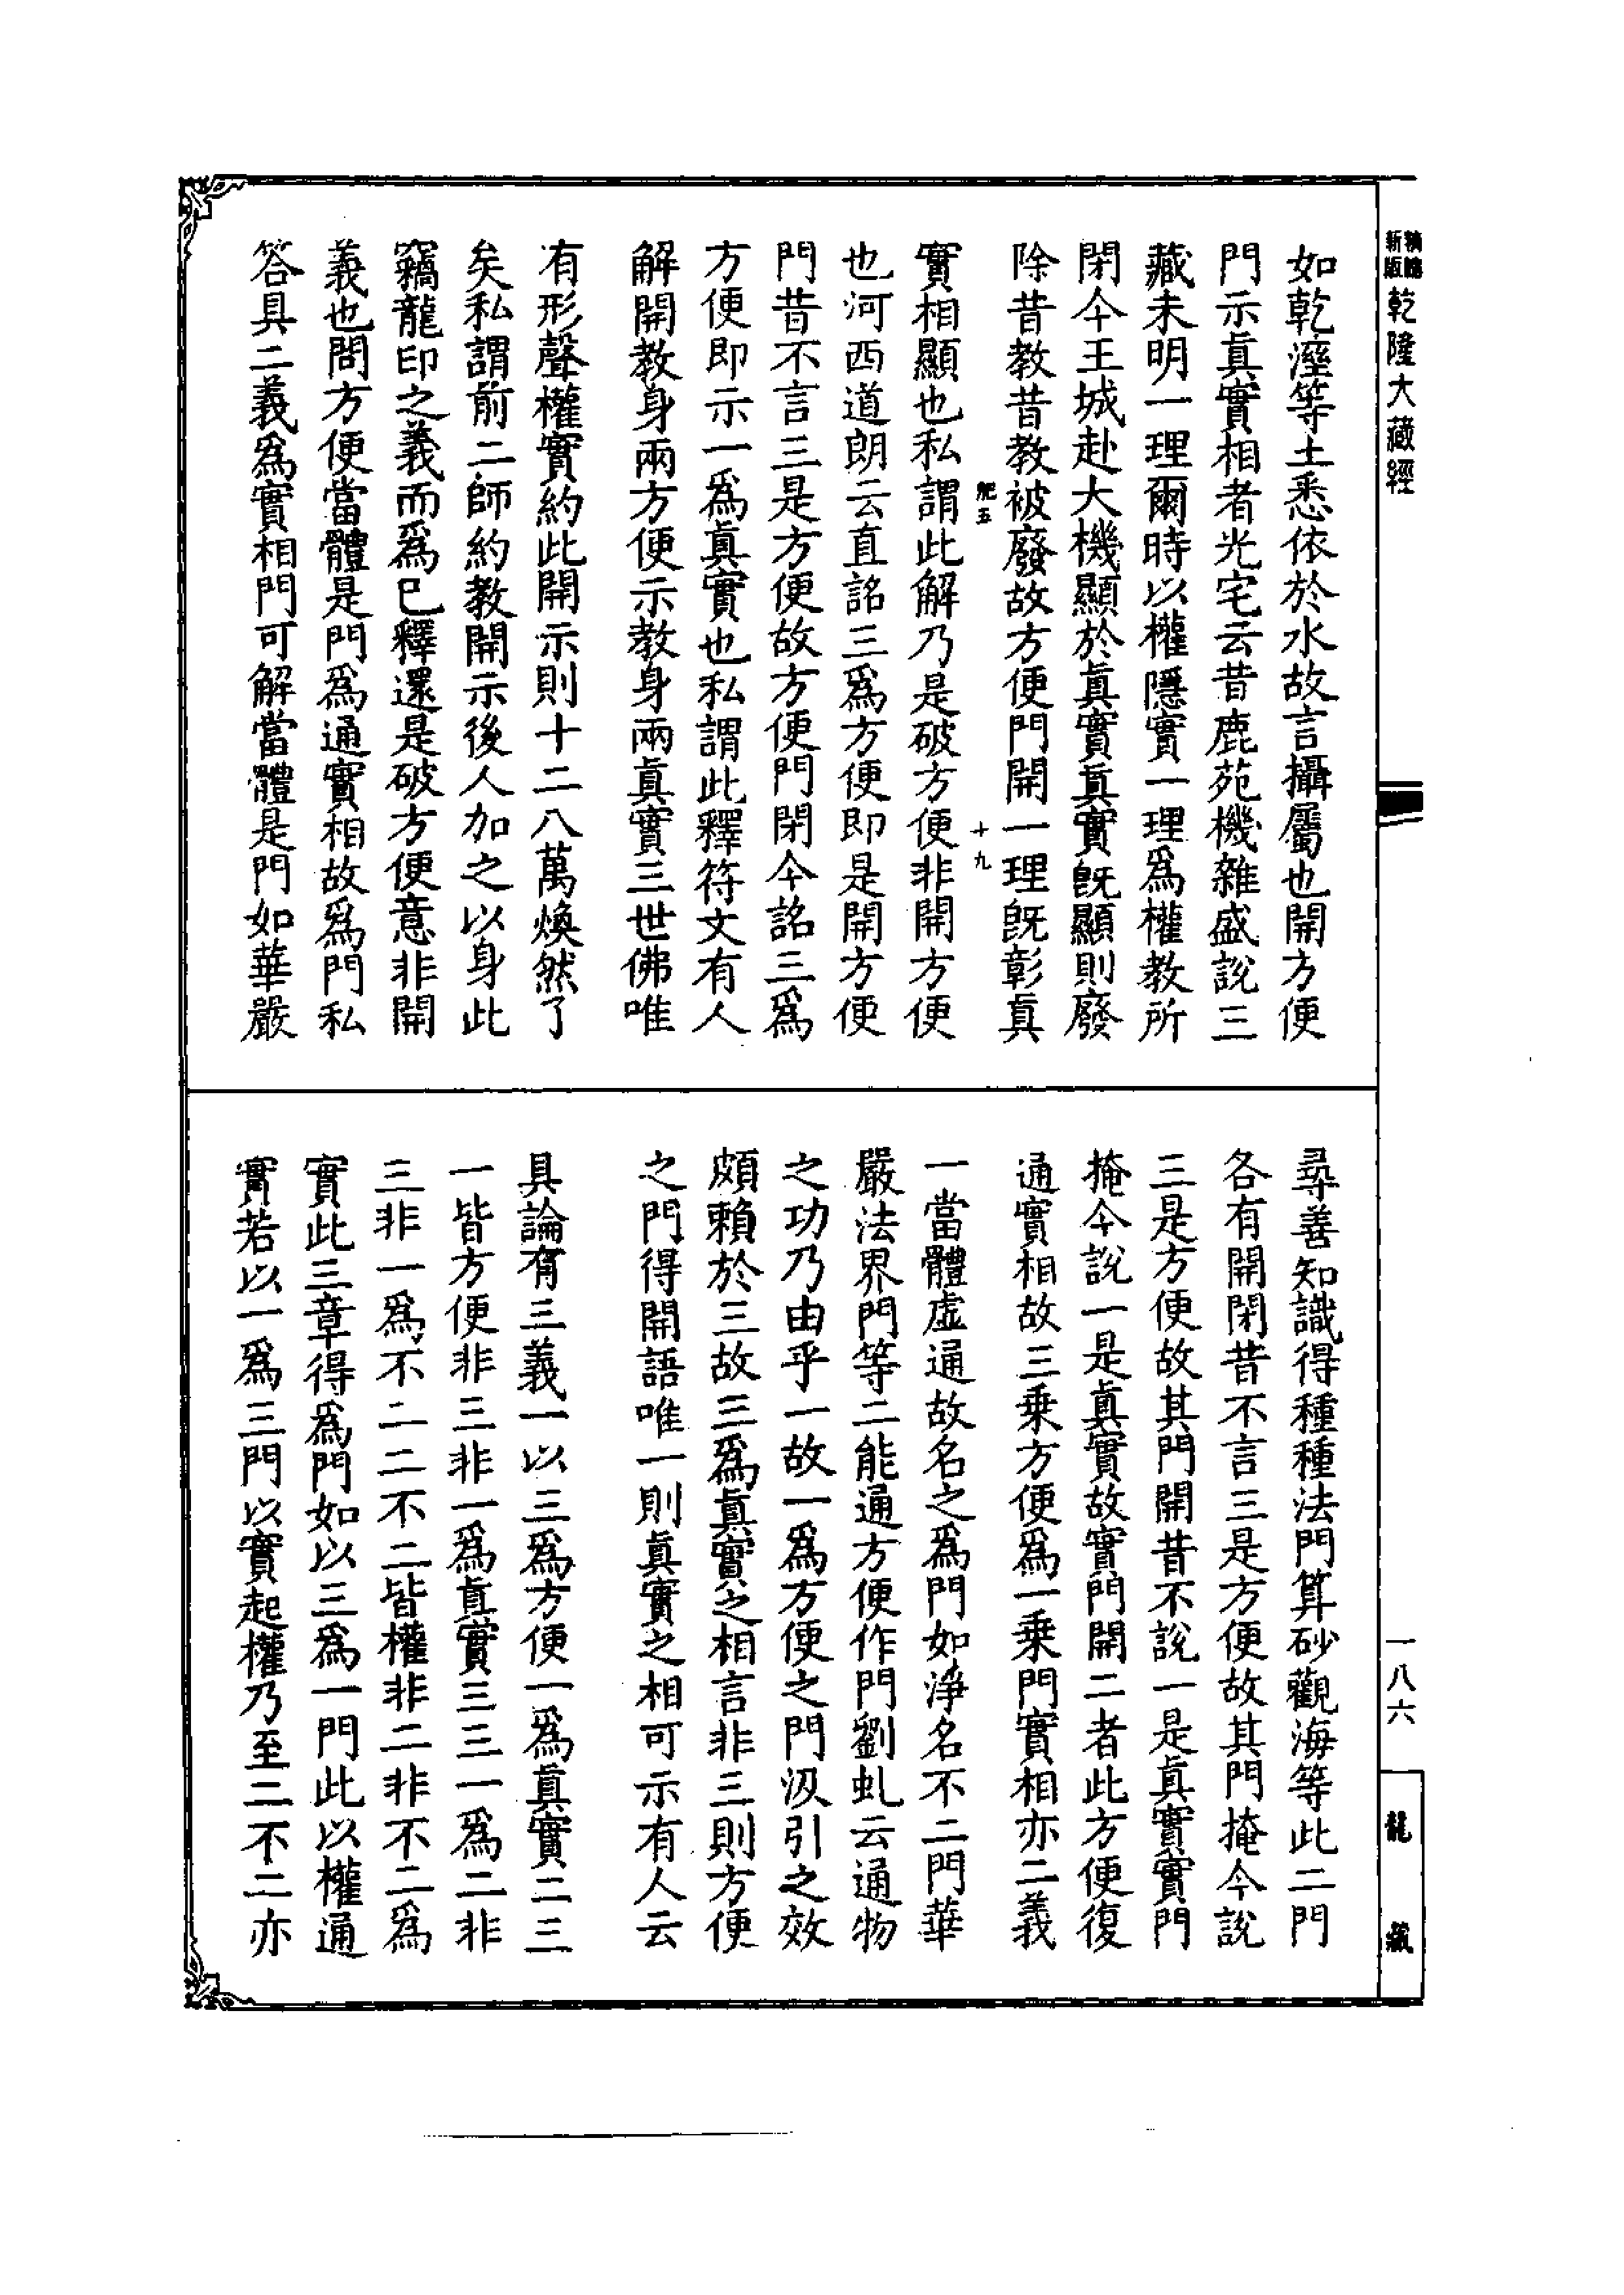 新版
乾隆大藏經
如乾溼等土悉依於水故言攝屬也開方便
門示真實相者光宅云昔鹿苑機雜盛說三
藏未明一理爾時以權隱實一理為權教所
閉今王城赴大機顯於真實真實既顯則廢
除昔教昔教被廢故方便門開一理既彰真
肥五
十九
實相顯也私謂此解乃是破方便非開方便
也河西道朗云直詺三為方便即是開方便
門昔不言三是方便故方便門閉今詺三為
方便即示一為真實也私謂此釋符文有人
解開教身兩方便示教身兩真實三世佛唯
有形聲權實約此開示則十二八萬煥然了
矣私謂前二師約教開示後人加之以身此
竊龍印之義而為巳釋還是破方便意非開
義也問方便當體是門為通實相故為門私
答具二義為實相門可解當體是門如華嚴
尋善知識得種種法門算砂觀海等此二門
各有開閉昔不言三是方便故其門掩今說
三是方便故其門開昔不說一是真實實門
掩今說一是真實故實門開二者此方便復
通實相故三乗方便為一乗門實相亦二義
一當體虛通故名之為門如淨名不二門華
嚴法界門等二能通方便作門劉虬云通物
之功乃由乎一故一為方便之門汲引之效
頗賴於三故三為真實之相言非三則方便
之門得開語唯一則真實之相可示有人云
具論有三義一以三為方便一為真實二三
一皆方便非三非一為真實三三一為二非
三非一為不二二不二皆權非二非不二為
實此三章得為門如以三為一門此以權通
實若以一為三門以實起權乃至二不二亦
一八六
龍藏